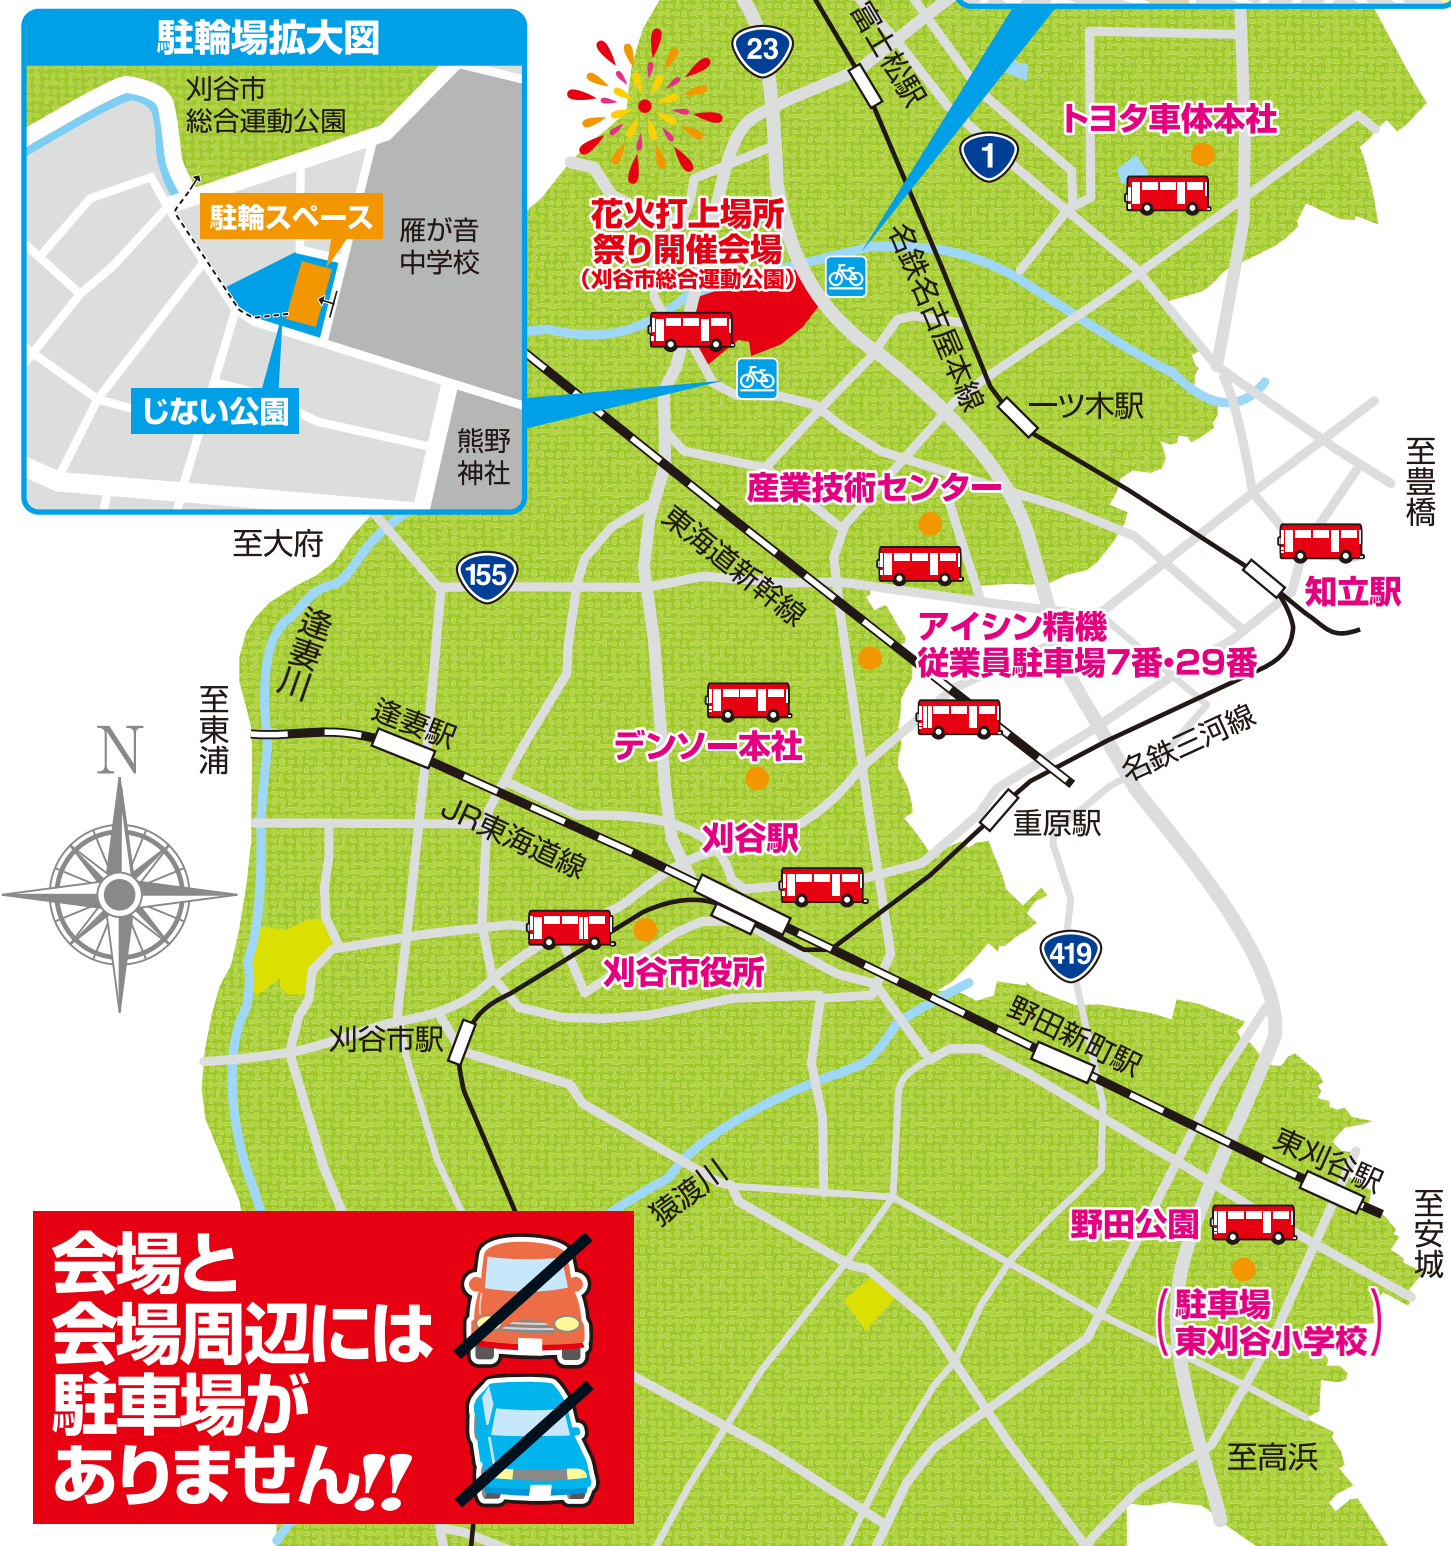 駐輪場拡大図
刈谷市
総合運動公園
駐輪スペース
雁が音
中学校
じない公園
熊野
神社
23
富士松駅
トヨタ車体本社
1
花火打上場所
祭り開催会場
(刈谷市総合運動公園)
名鉄名古屋本線
一ツ木駅
至豊橋
産業技術センター
至大府
東海道新幹線
155
知立駅
逢妻川
アイシン精機
従業員駐車場7番・29番
至東浦
逢妻駅
デンソー本社
名鉄三河線
N
JR東海道線
刈谷駅
重原駅
刈谷市役所
419
刈谷市駅
野田新町駅
東刈谷駅
猿渡川
野田公園
至安城
(駐車場
東刈谷小学校)
至高浜
会場と
会場周辺には
駐車場が
ありません!!